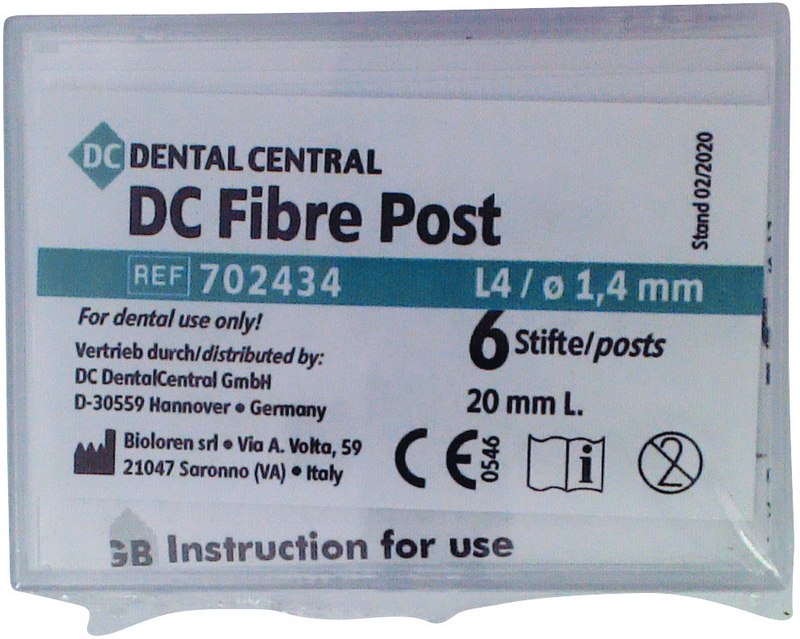 DC DENTAL CENTRAL
DC Fibre Post
Stand 02/2020
REF 702434 L4 / ø 1,4 mm
For dental use only!
6 Stifte/posts
Vertrieb durch/distributed by:
DC DentalCentral GmbH
D-30559 Hannover • Germany
20 mm L.
Bioloren srl • Via A. Volta, 59
21047 Saronno (VA) • Italy
CE 0546
i
2
GB Instruction for use